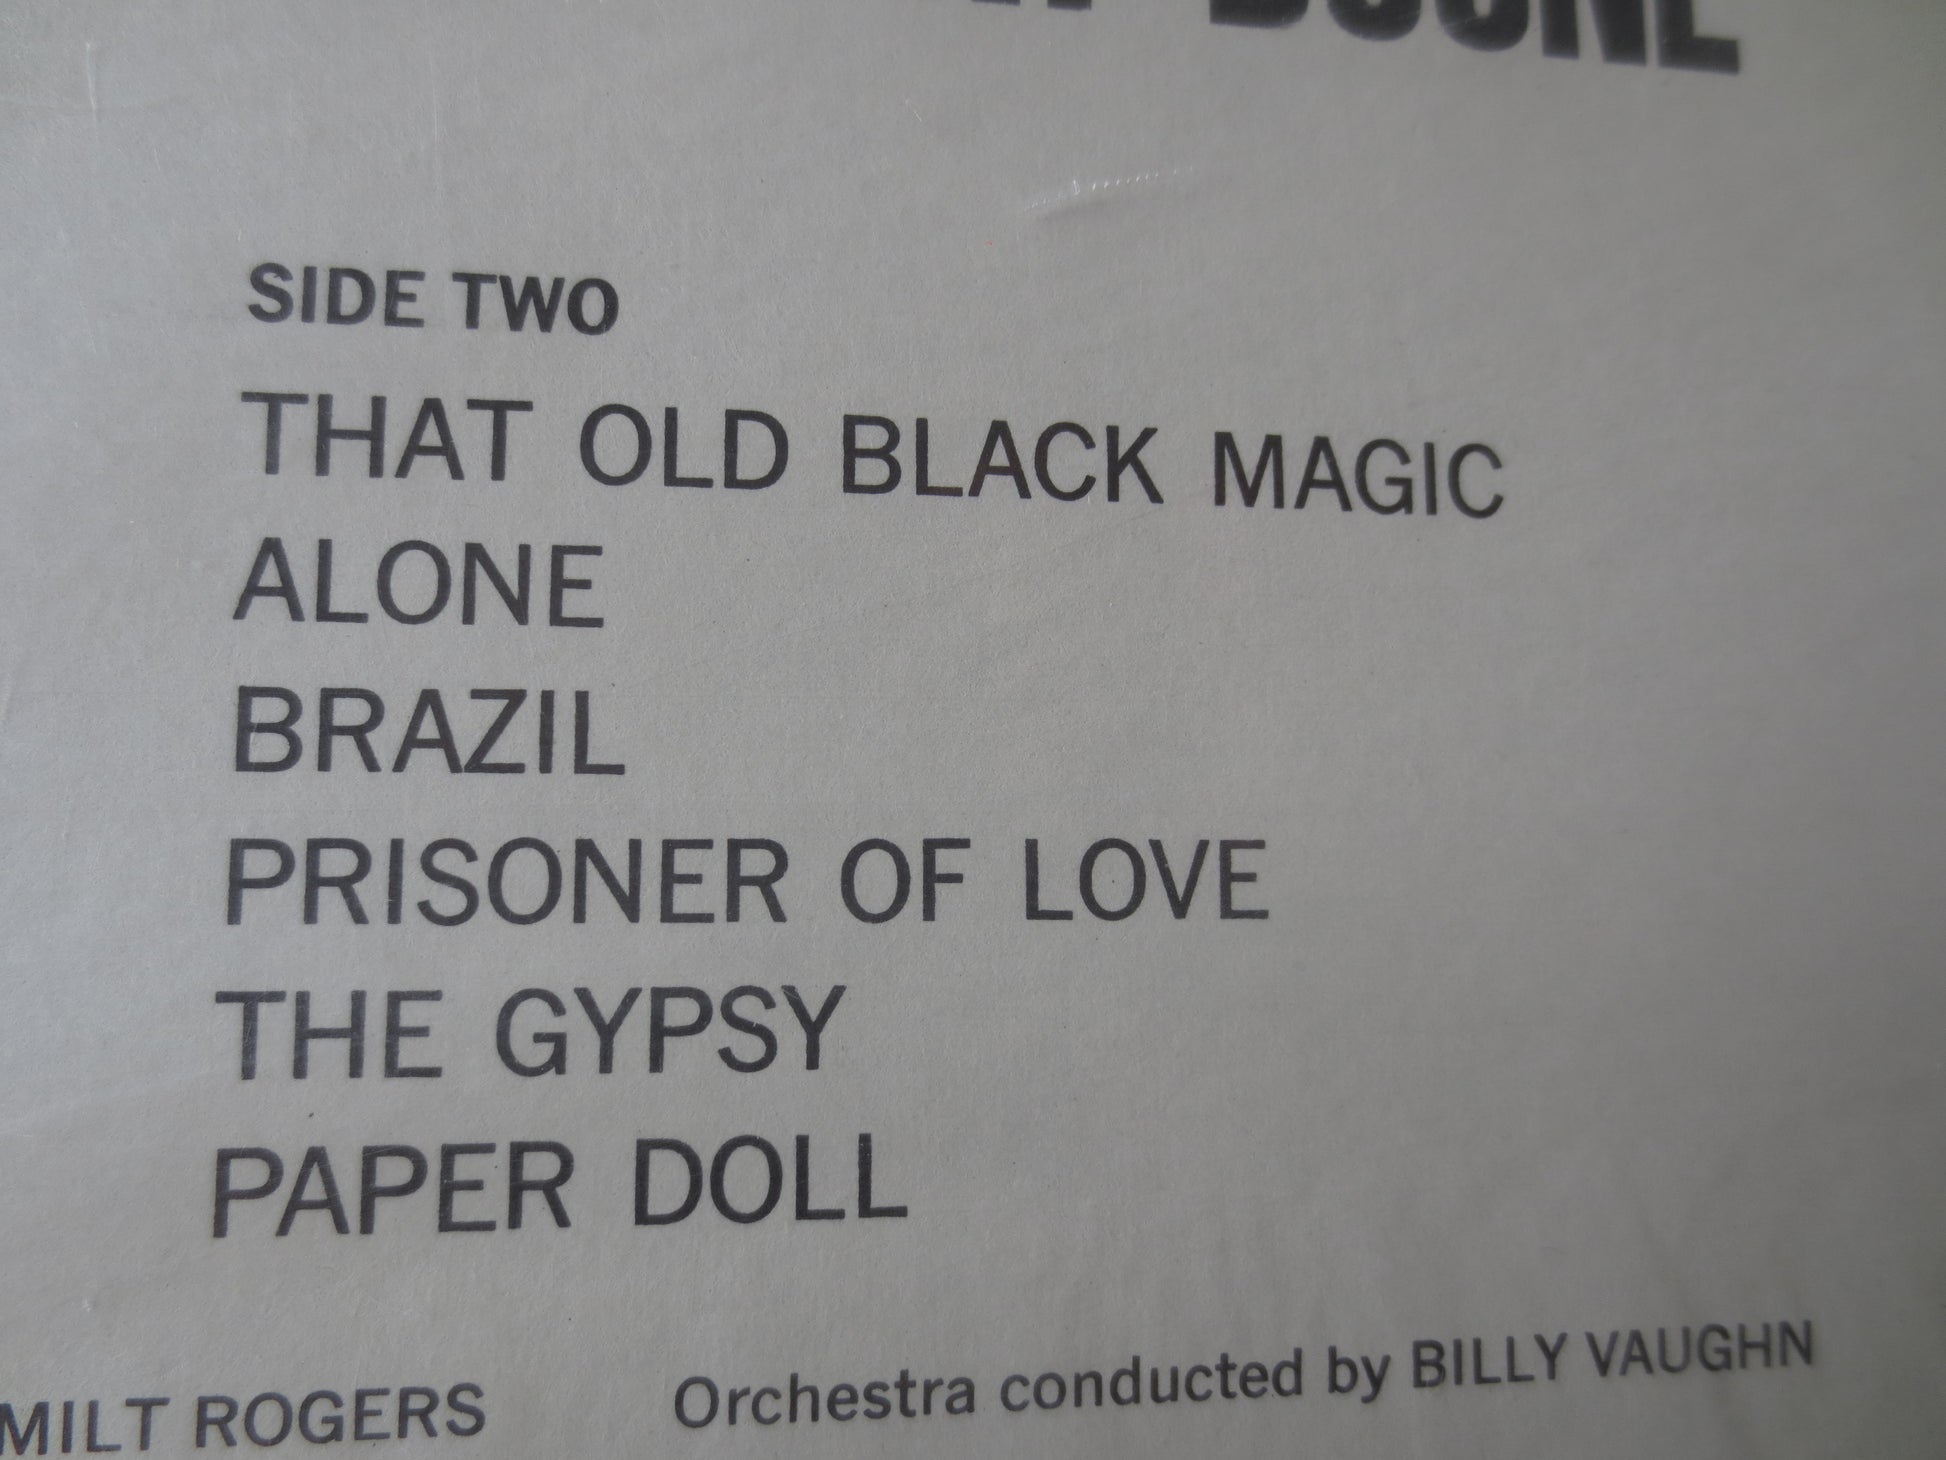 BOONE
SIDE TWO
THAT OLD BLACK MAGIC
ALONE
BRAZIL
PRISONER OF LOVE
THE GYPSY
PAPER DOLL
MILT ROGERS Orchestra conducted by BILLY VAUGHN